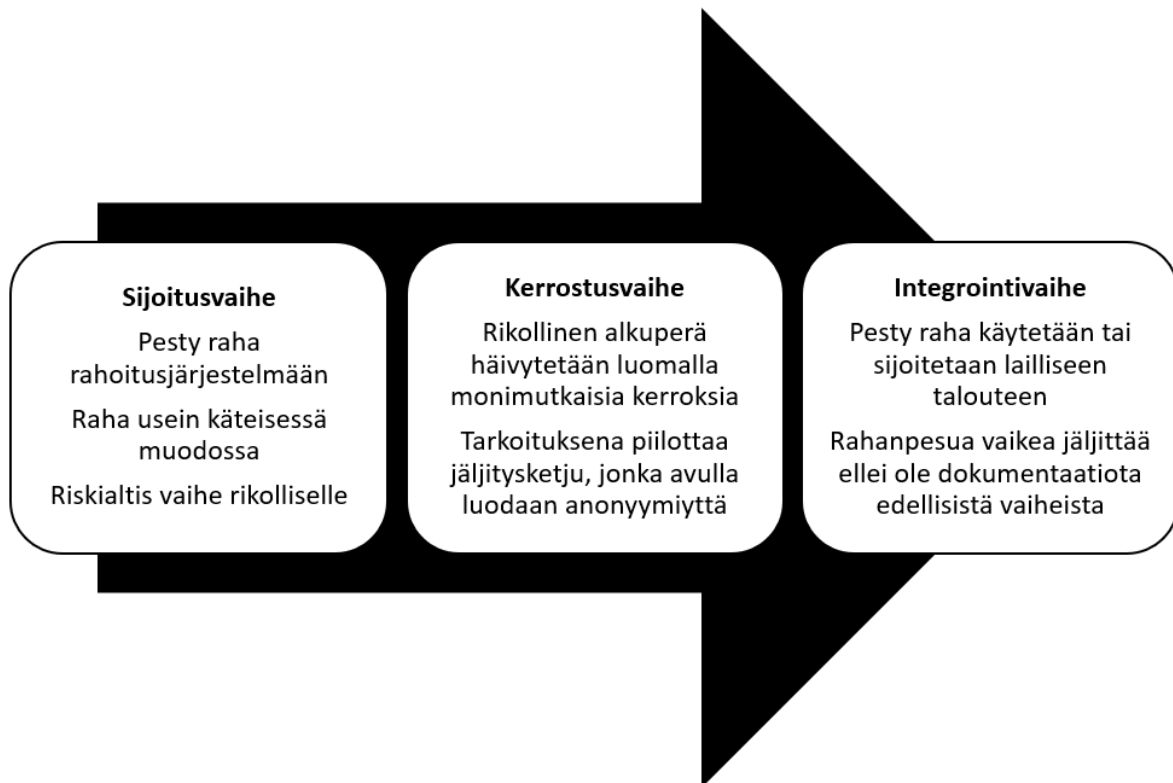 Sijoitusvaihe
Pesty raha
rahoitusjärjestelmään
Raha usein käteisessä
muodossa
Riskialtis vaihe rikolliselle
Kerrostusvaihe
Rikollinen alkuperä
häivytetään luomalla
monimutkaisia kerroksia
Tarkoituksena piilottaa
jäljitysketju, jonka avulla
luodaan anonyymiyttä
Integrointivaihe
Pesty raha käytetään tai
sijoitetaan lailliseen
talouteen
Rahanpesua vaikea jäljittää
ellei ole dokumentaatiota
edellisistä vaiheista